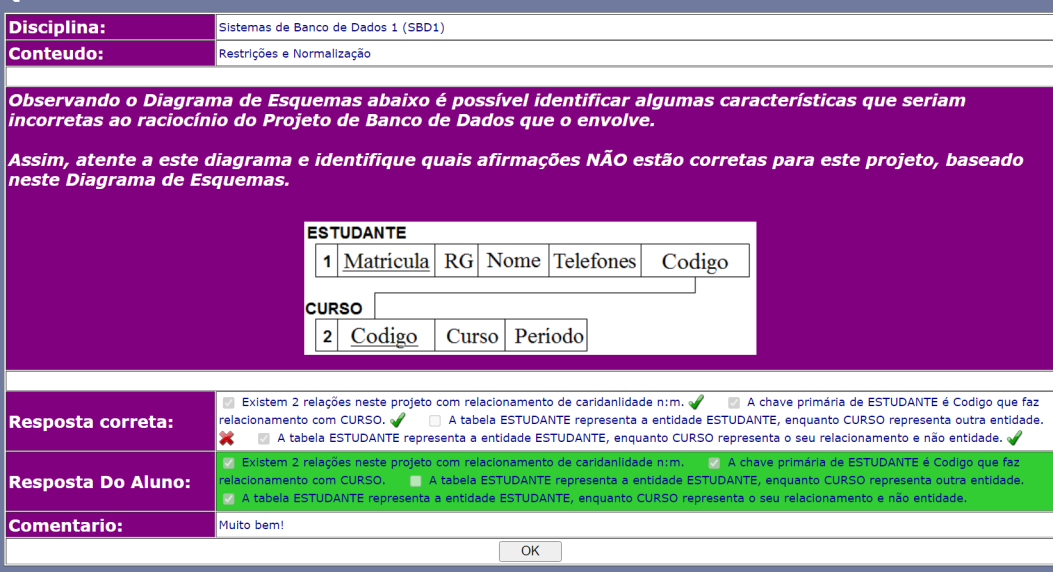 Disciplina: Sistemas de Banco de Dados 1 (SBD1)
Conteudo: Restrições e Normalização
Observando o Diagrama de Esquemas abaixo é possível identificar algumas características que seriam
incorretas ao raciocínio do Projeto de Banco de Dados que o envolve.
Assim, atente a este diagrama e identifique quais afirmações NÃO estão corretas para este projeto, baseado
neste Diagrama de Esquemas.
ESTUDANTE
1 Matricula RG Nome Telefones Codigo
CURSO
2 Codigo Curso Periodo
Resposta correta:
Existem 2 relações neste projeto com relacionamento de caridanlidade n:m. A chave primária de ESTUDANTE é Codigo que faz
relacionamento com CURSO. A tabela ESTUDANTE representa a entidade ESTUDANTE, enquanto CURSO representa outra entidade.
A tabela ESTUDANTE representa a entidade ESTUDANTE, enquanto CURSO representa o seu relacionamento e não entidade.
Resposta Do Aluno:
Existem 2 relações neste projeto com relacionamento de caridanlidade n:m. A chave primária de ESTUDANTE é Codigo que faz
relacionamento com CURSO. A tabela ESTUDANTE representa a entidade ESTUDANTE, enquanto CURSO representa outra entidade.
A tabela ESTUDANTE representa a entidade ESTUDANTE, enquanto CURSO representa o seu relacionamento e não entidade.
Comentario: Muito bem!
OK